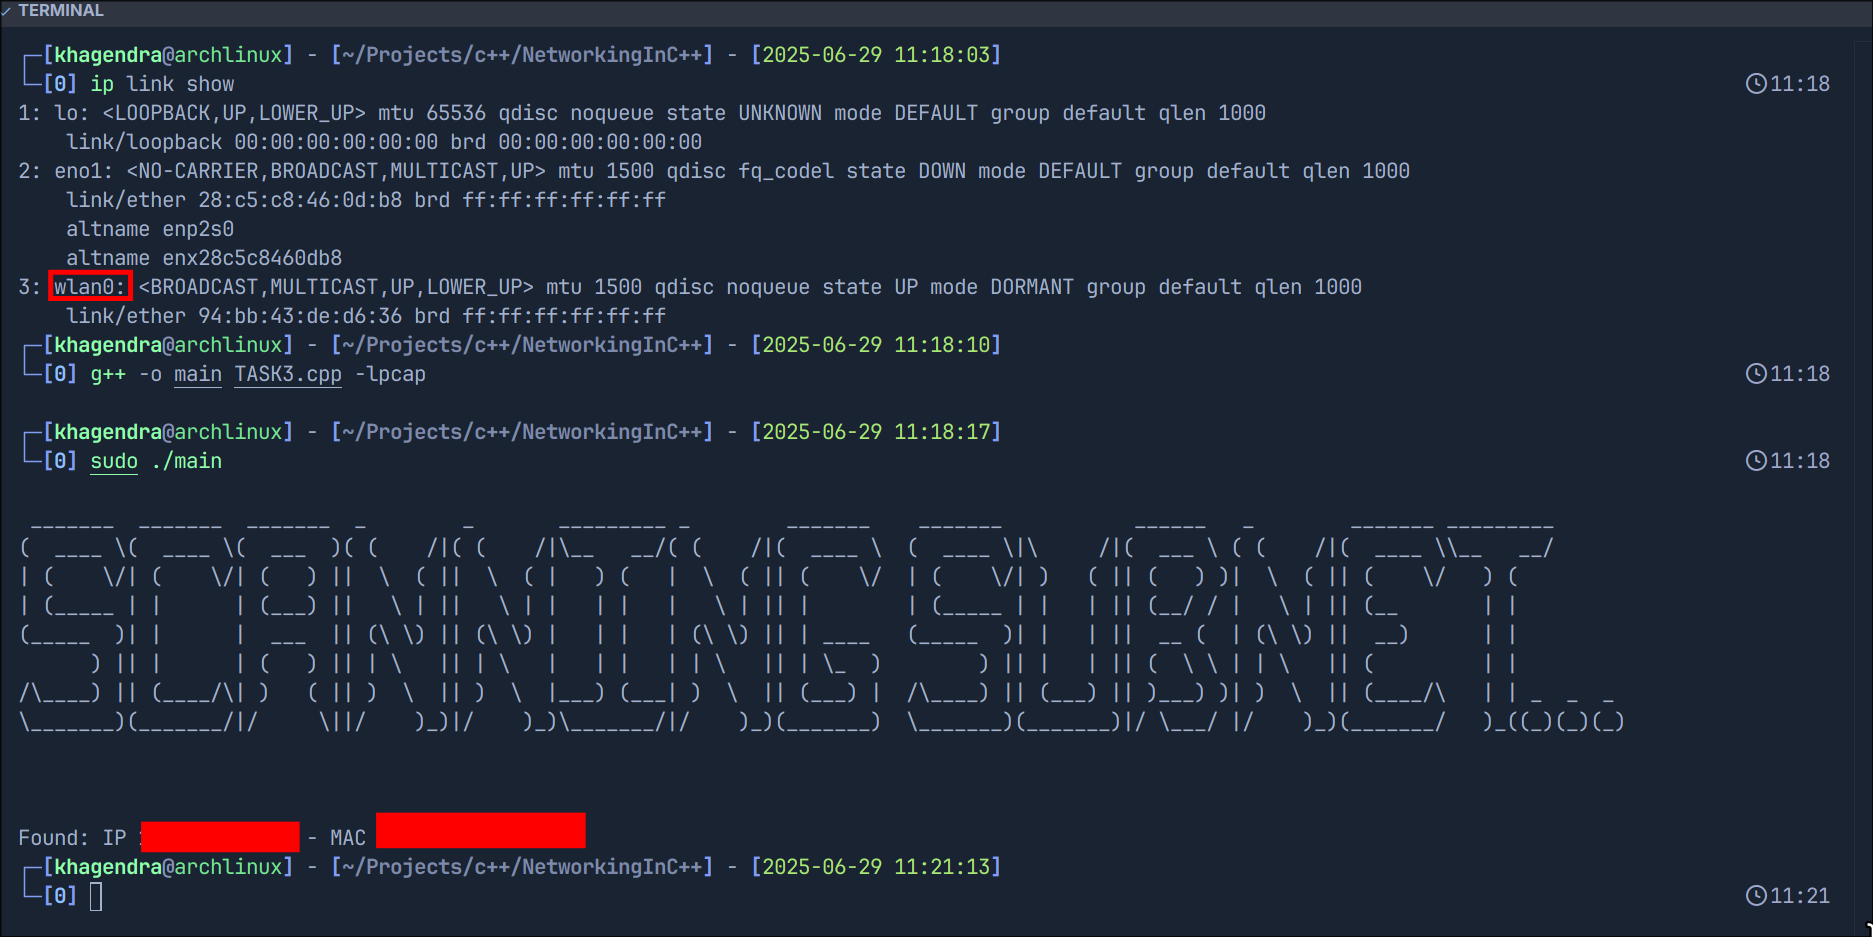 TERMINAL
┌─[khagendra@archlinux] - [~/Projects/c++/NetworkingInC++] - [2025-06-29 11:18:03]
└─[0] ip link show 11:18
1: lo: <LOOPBACK,UP,LOWER_UP> mtu 65536 qdisc noqueue state UNKNOWN mode DEFAULT group default qlen 1000
link/loopback 00:00:00:00:00:00 brd 00:00:00:00:00:00
2: eno1: <NO-CARRIER,BROADCAST,MULTICAST,UP> mtu 1500 qdisc fq_codel state DOWN mode DEFAULT group default qlen 1000
link/ether 28:c5:c8:46:0d:b8 brd ff:ff:ff:ff:ff:ff
altname enp2s0
altname enx28c5c8460db8
3: wlan0: <BROADCAST,MULTICAST,UP,LOWER_UP> mtu 1500 qdisc noqueue state UP mode DORMANT group default qlen 1000
link/ether 94:bb:43:de:d6:36 brd ff:ff:ff:ff:ff:ff
┌─[khagendra@archlinux] - [~/Projects/c++/NetworkingInC++] - [2025-06-29 11:18:10]
└─[0] g++ -o main TASK3.cpp -lpcap 11:18
┌─[khagendra@archlinux] - [~/Projects/c++/NetworkingInC++] - [2025-06-29 11:18:17]
└─[0] sudo ./main 11:18
SCANNING SUBNET...
Found: IP - MAC
┌─[khagendra@archlinux] - [~/Projects/c++/NetworkingInC++] - [2025-06-29 11:21:13]
└─[0] 11:21